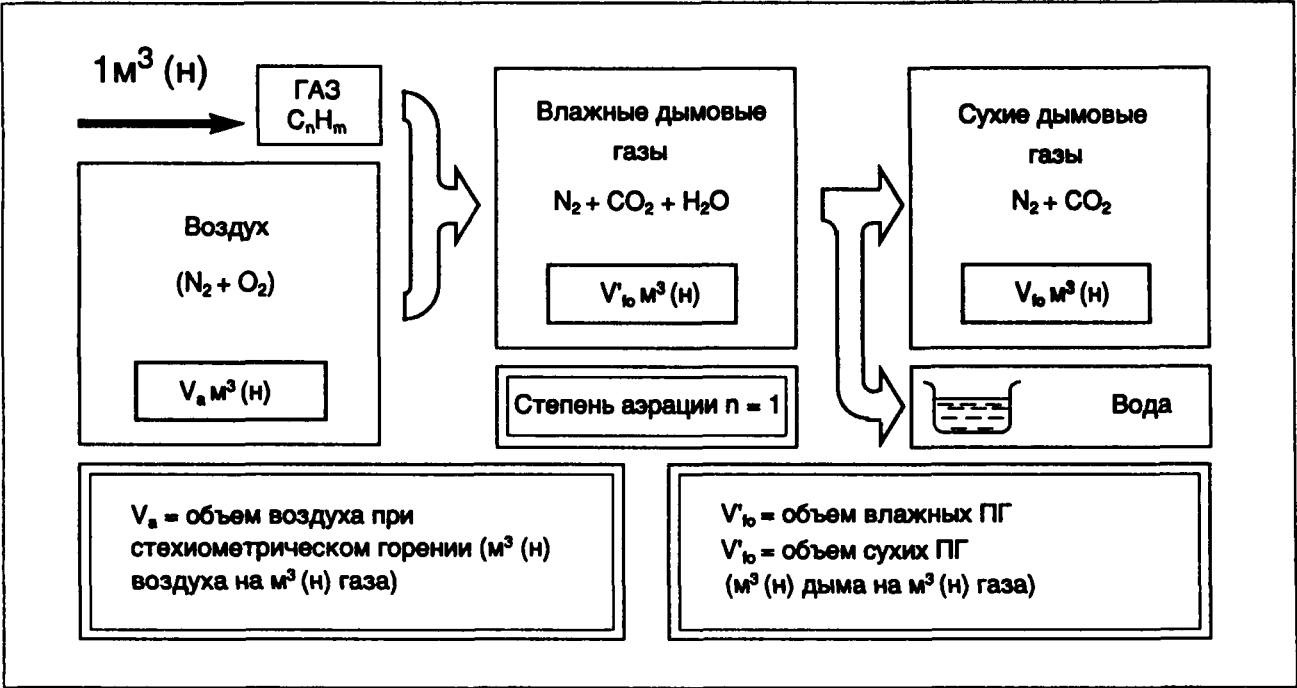 1м³ (н)
ГАЗ
CₙHₘ
Воздух
(N₂ + O₂)
Vₐ м³ (н)
Влажные дымовые
газы
N₂ + CO₂ + H₂O
V'fo м³ (н)
Степень аэрации n = 1
Сухие дымовые
газы
N₂ + CO₂
Vfo м³ (н)
Вода
Vₐ = объем воздуха при
стехиометрическом горении (м³ (н)
воздуха на м³ (н) газа)
V'fo = объем влажных ПГ
V'fo = объем сухих ПГ
(м³ (н) дыма на м³ (н) газа)